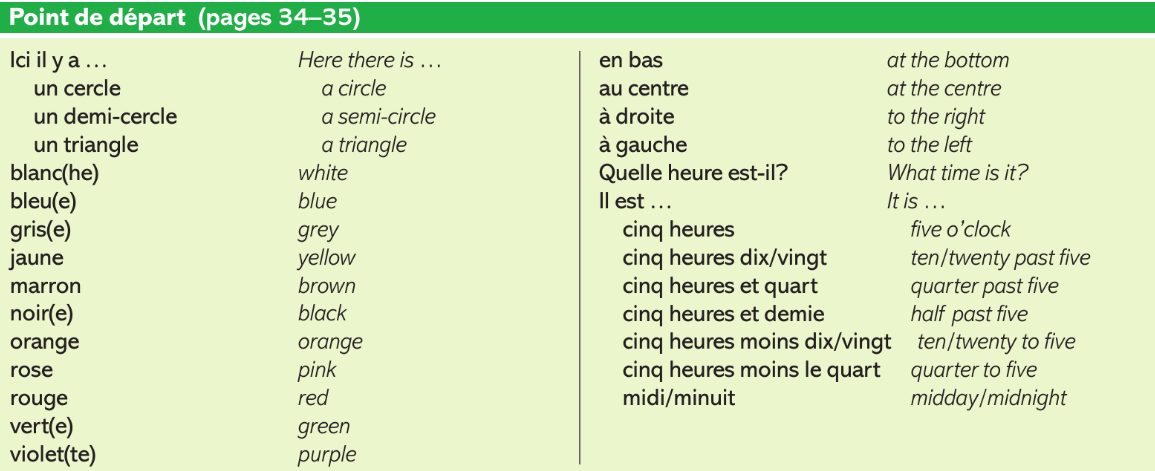 Point de départ (pages 34–35)
Ici il y a … Here there is …
un cercle a circle
un demi-cercle a semi-circle
un triangle a triangle
blanc(he) white
bleu(e) blue
gris(e) grey
jaune yellow
marron brown
noir(e) black
orange orange
rose pink
rouge red
vert(e) green
violet(te) purple
en bas at the bottom
au centre at the centre
à droite to the right
à gauche to the left
Quelle heure est-il? What time is it?
Il est … It is …
cinq heures five o’clock
cinq heures dix/vingt ten/twenty past five
cinq heures et quart quarter past five
cinq heures et demie half past five
cinq heures moins dix/vingt ten/twenty to five
cinq heures moins le quart quarter to five
midi/minuit midday/midnight